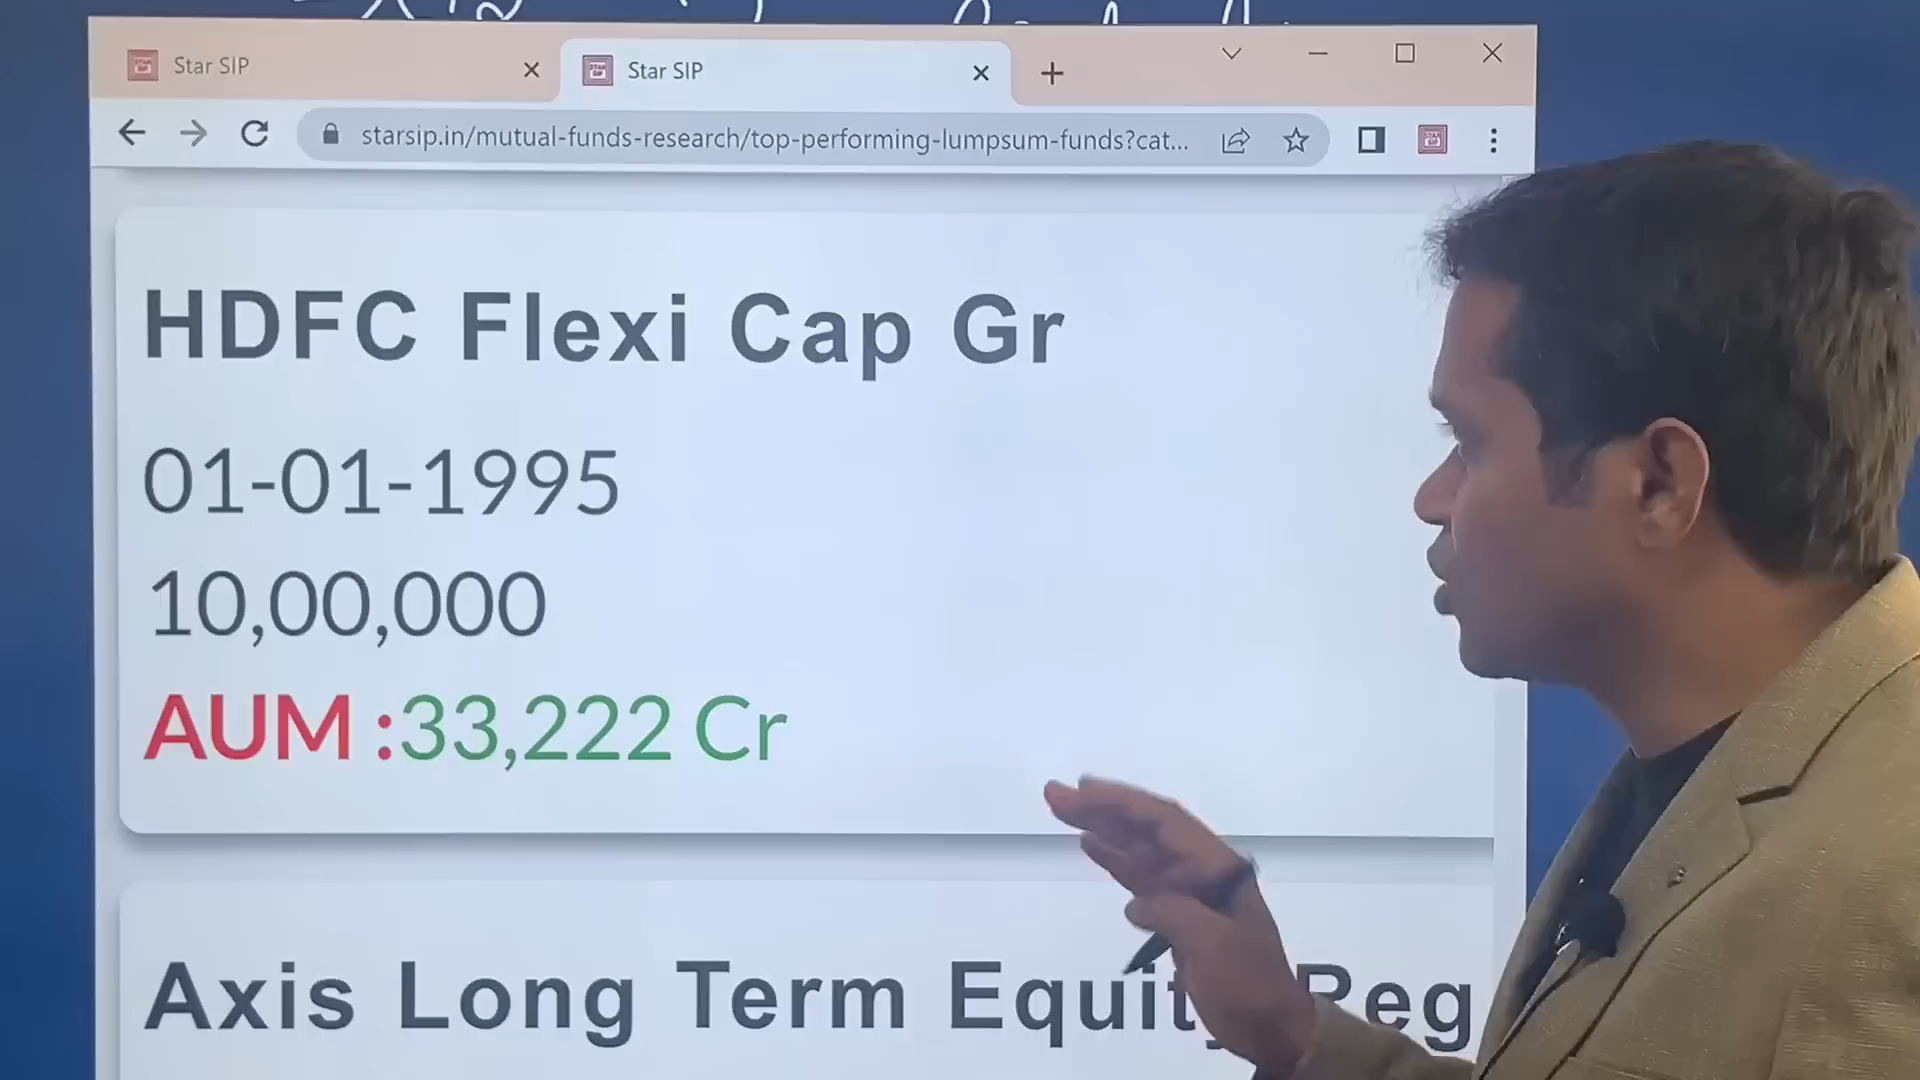 Star SIP
Star SIP
starsip.in/mutual-funds-research/top-performing-lumpsum-funds?cat...
HDFC Flexi Cap Gr
01-01-1995
10,00,000
AUM :33,222 Cr
Axis Long Term Equity Reg